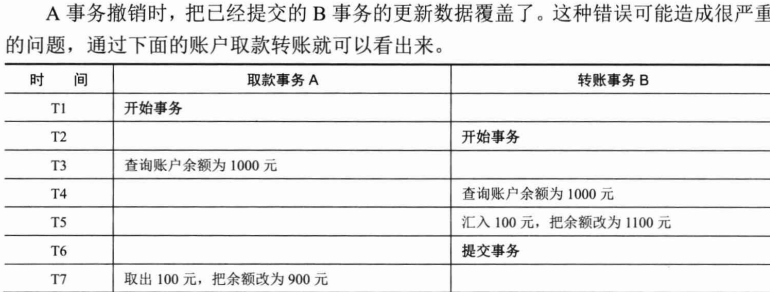 A 事务撤销时，把已经提交的 B 事务的更新数据覆盖了。这种错误可能造成很严重
的问题，通过下面的账户取款转账就可以看出来。
时 间 取款事务 A 转账事务 B
T1 开始事务
T2 开始事务
T3 查询账户余额为 1000 元
T4 查询账户余额为 1000 元
T5 汇入 100 元，把余额改为 1100 元
T6 提交事务
T7 取出 100 元，把余额改为 900 元